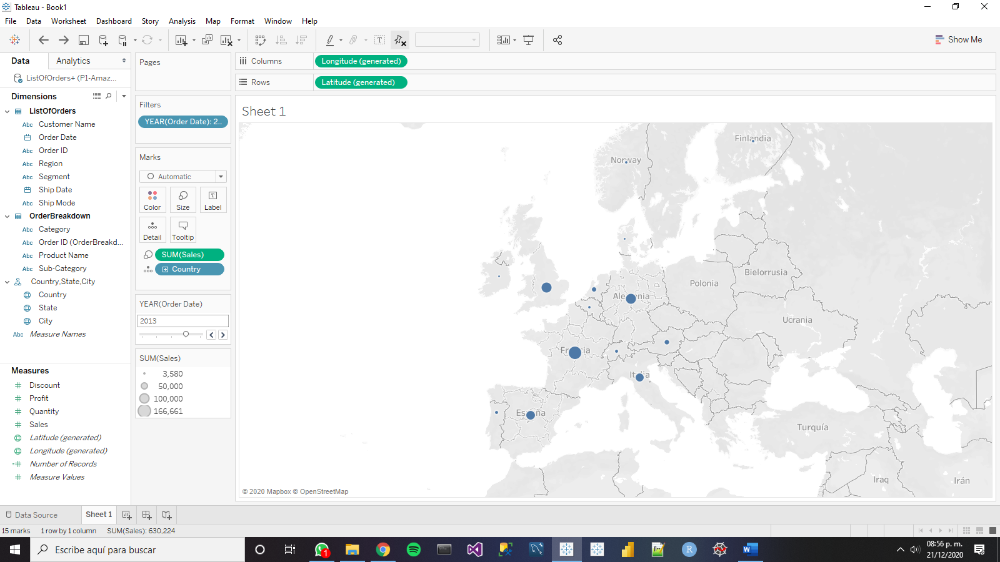 Tableau - Book1
File Data Worksheet Dashboard Story Analysis Map Format Window Help
Show Me
Data Analytics
ListOfOrders+ (P1-Amaz...
Dimensions
ListOfOrders
Abc Customer Name
Order Date
Abc Order ID
Abc Region
Abc Segment
Ship Date
Abc Ship Mode
OrderBreakdown
Abc Category
Abc Order ID (OrderBreakd...
Abc Product Name
Abc Sub-Category
Country,State,City
Country
State
City
Abc Measure Names
Measures
Discount
Profit
Quantity
Sales
Latitude (generated)
Longitude (generated)
Number of Records
Measure Values
Pages
Filters
YEAR(Order Date): 2..
Marks
Automatic
Color Size Label
Detail Tooltip
SUM(Sales)
Country
YEAR(Order Date)
2013
SUM(Sales)
3,580
50,000
100,000
166,661
Columns Longitude (generated)
Rows Latitude (generated)
Sheet 1
Finlandia
Norway
Bielorrusia
Polonia
Ucrania
Italia
España
Turquía
Iraq
Irán
© 2020 Mapbox © OpenStreetMap
Data Source Sheet 1
15 marks 1 row by 1 column SUM(Sales): 630,224
Escribe aquí para buscar
1
R
08:56 p. m.
21/12/2020